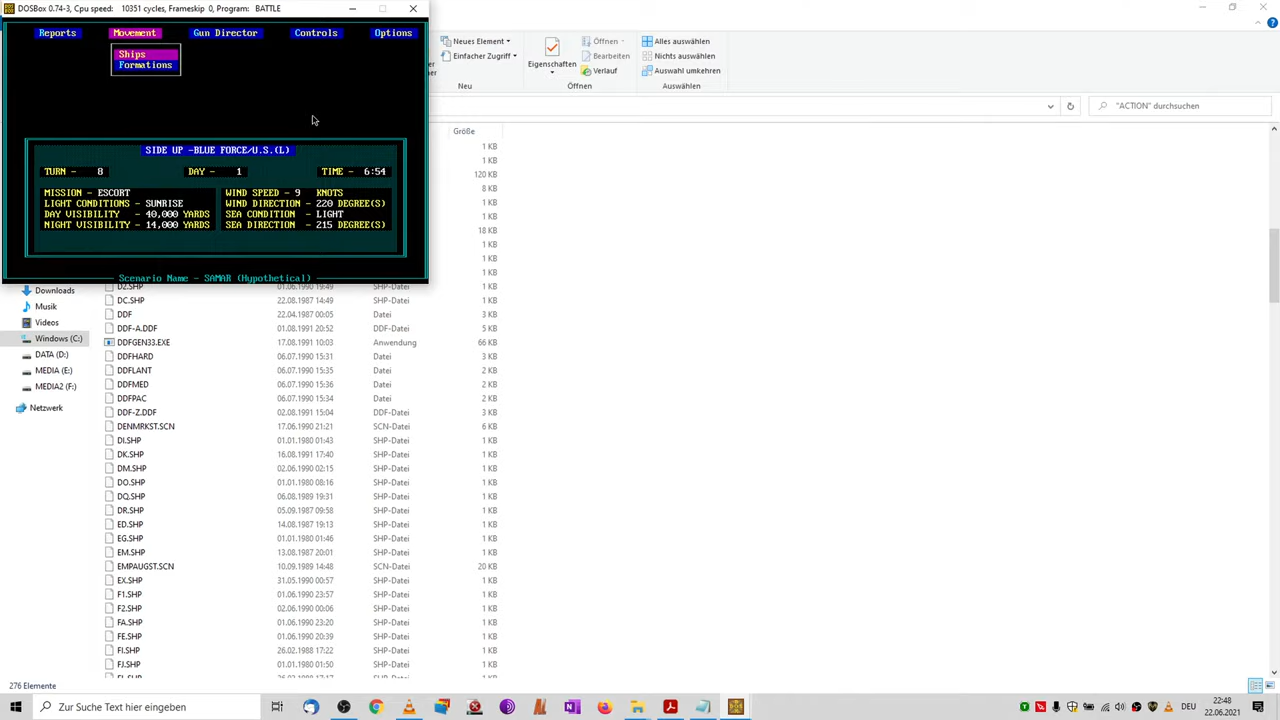 DOSBox 0.74-3, Cpu speed: 10351 cycles, Frameskip 0, Program: BATTLE
Reports Movement Gun Director Controls Options
Ships
Formations
SIDE UP -BLUE FORCE/U.S.(L)
TURN - 8 DAY - 1 TIME - 6:54
MISSION - ESCORT WIND SPEED - 9 KNOTS
LIGHT CONDITIONS - SUNRISE WIND DIRECTION - 220 DEGREE(S)
DAY VISIBILITY - 40,000 YARDS SEA CONDITION - LIGHT
NIGHT VISIBILITY - 14,000 YARDS SEA DIRECTION - 215 DEGREE(S)
Scenario Name - SAMAR (Hypothetical)
Neues Element Öffnen Alles auswählen
Einfacher Zugriff Eigenschaften Bearbeiten Nichts auswählen
Verlauf Auswahl umkehren
Neu Öffnen Auswählen
"ACTION" durchsuchen
Größe
1 KB
1 KB
120 KB
8 KB
1 KB
18 KB
1 KB
1 KB
1 KB
1 KB
DZ.SHP 01.06.1990 19:49 SHP-Datei 1 KB
Downloads DC.SHP 22.08.1987 14:49 SHP-Datei 1 KB
Musik DDF 22.04.1987 00:05 Datei 1 KB
Videos DDF-A.DDF 01.08.1991 20:52 DDF-Datei 5 KB
Windows (C:) DDFGEN33.EXE 17.08.1991 10:03 Anwendung 66 KB
DATA (D:) DDFHARD 06.07.1990 15:31 Datei 1 KB
MEDIA (E:) DDFLANT 06.07.1990 15:35 Datei 2 KB
MEDIA2 (F:) DDFMED 06.07.1990 15:36 Datei 2 KB
DDFPAC 06.07.1990 15:34 Datei 2 KB
Netzwerk DDF-Z.DDF 02.08.1991 15:04 DDF-Datei 3 KB
DENMRKST.SCN 17.06.1990 21:21 SCN-Datei 6 KB
DI.SHP 01.01.1980 01:43 SHP-Datei 1 KB
DK.SHP 16.08.1991 17:40 SHP-Datei 1 KB
DM.SHP 02.06.1990 02:15 SHP-Datei 1 KB
DO.SHP 01.01.1980 08:16 SHP-Datei 1 KB
DQ.SHP 06.08.1989 19:31 SHP-Datei 1 KB
DR.SHP 05.09.1987 09:58 SHP-Datei 1 KB
ED.SHP 14.08.1987 19:13 SHP-Datei 1 KB
EG.SHP 01.01.1980 01:46 SHP-Datei 1 KB
EM.SHP 13.08.1987 20:01 SHP-Datei 1 KB
EMPAUGST.SCN 10.09.1989 14:48 SCN-Datei 20 KB
EX.SHP 31.05.1990 00:57 SHP-Datei 1 KB
F1.SHP 01.06.1990 23:57 SHP-Datei 1 KB
F2.SHP 02.06.1990 00:06 SHP-Datei 1 KB
FA.SHP 01.06.1990 23:20 SHP-Datei 1 KB
FE.SHP 01.06.1990 20:39 SHP-Datei 1 KB
FI.SHP 26.02.1988 17:22 SHP-Datei 1 KB
FJ.SHP 01.01.1980 01:50 SHP-Datei 1 KB
276 Elemente
Zur Suche Text hier eingeben
DEU 22:48
22.06.2021